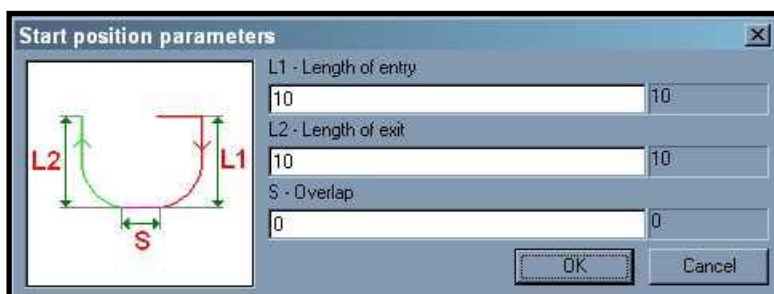 Start position parameters
L1 - Length of entry
10 10
L2 - Length of exit
10 10
S - Overlap
0 0
L2 L1
S
OK Cancel